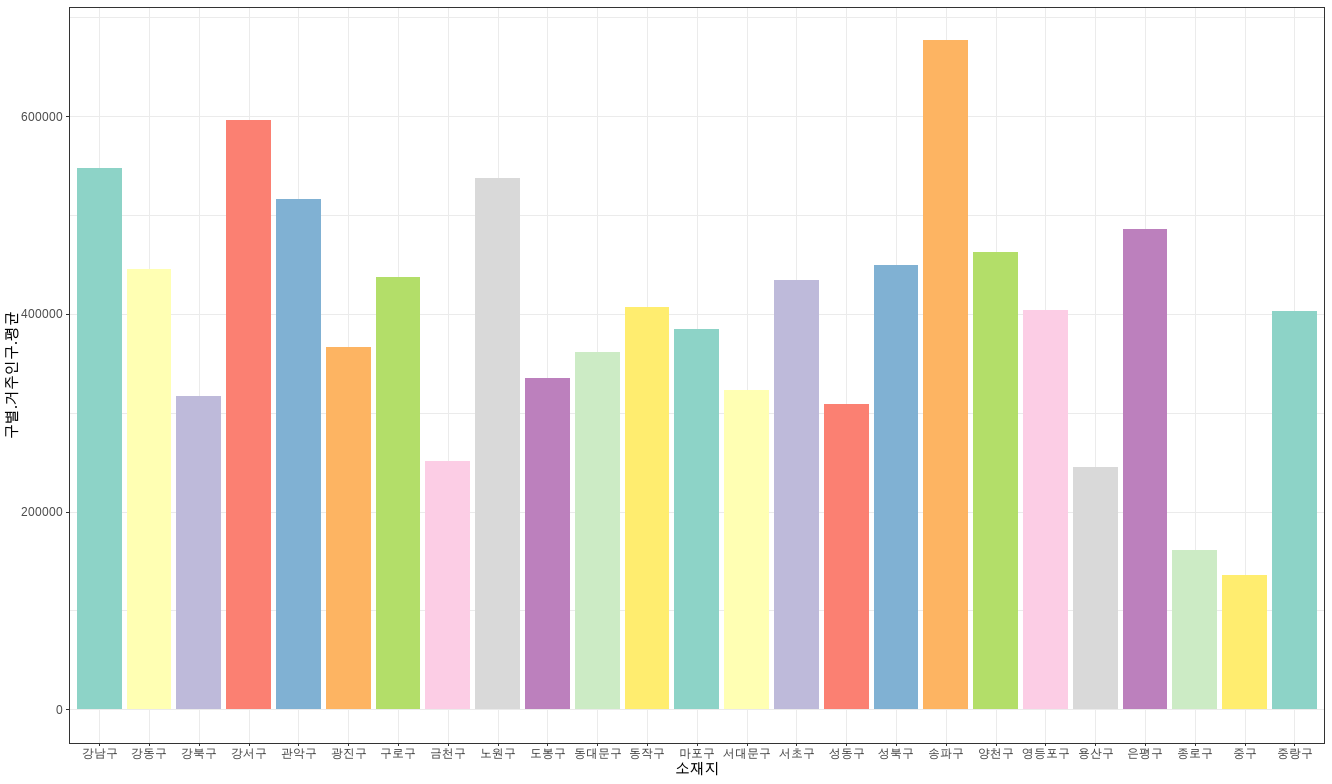 구별.거주인구.평균
600000
400000
200000
0
강남구 강동구 강북구 강서구 관악구 광진구 구로구 금천구 노원구 도봉구 동대문구 동작구 마포구 서대문구 서초구 성동구 성북구 송파구 양천구 영등포구 용산구 은평구 종로구 중구 중랑구
소재지